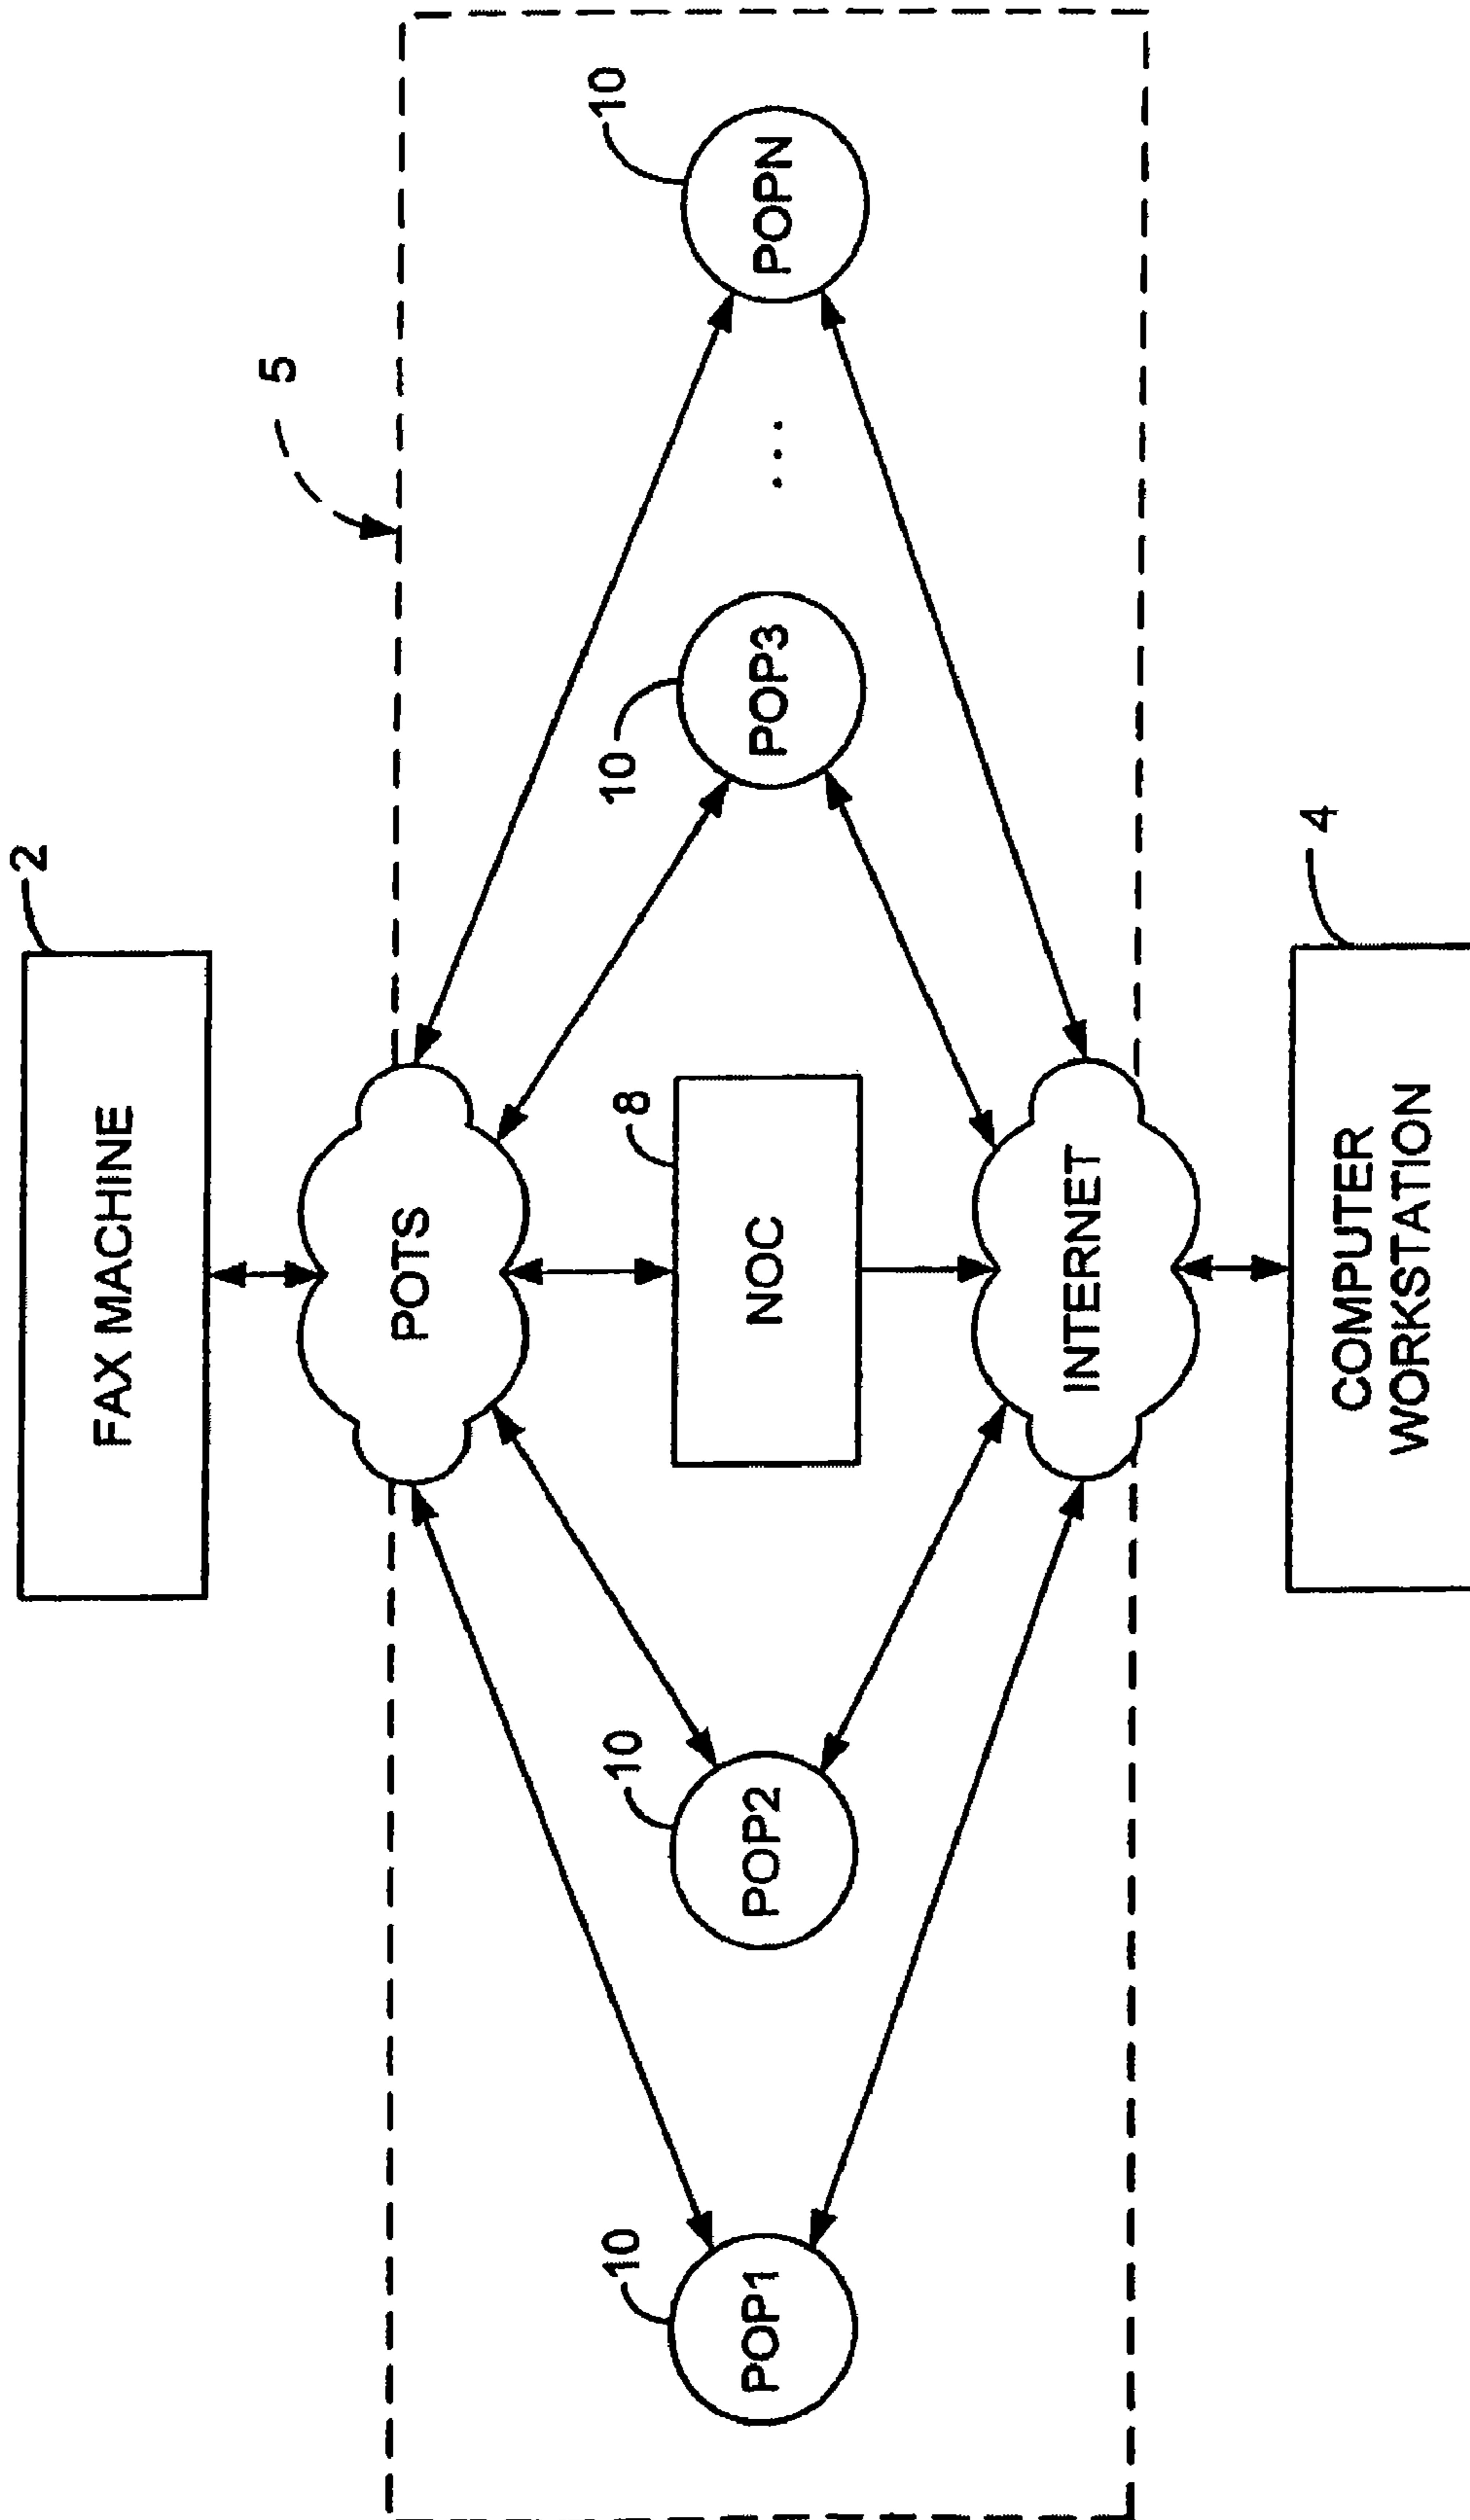 2
FAX MACHINE
5
POTS
10
10
10
10
8
POP1
POP2
NOC
POP3
...
POPN
INTERNET
4
COMPUTER
WORKSTATION